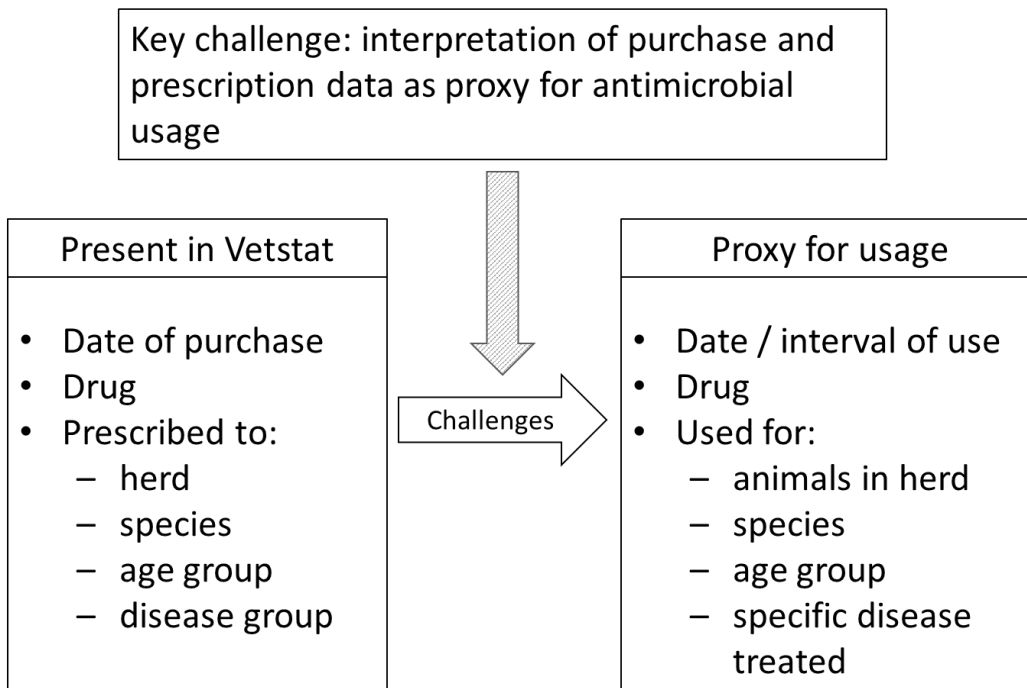 Key challenge: interpretation of purchase and
prescription data as proxy for antimicrobial
usage
Present in Vetstat
• Date of purchase
• Drug
• Prescribed to:
– herd
– species
– age group
– disease group
Challenges
Proxy for usage
• Date / interval of use
• Drug
• Used for:
– animals in herd
– species
– age group
– specific disease
treated